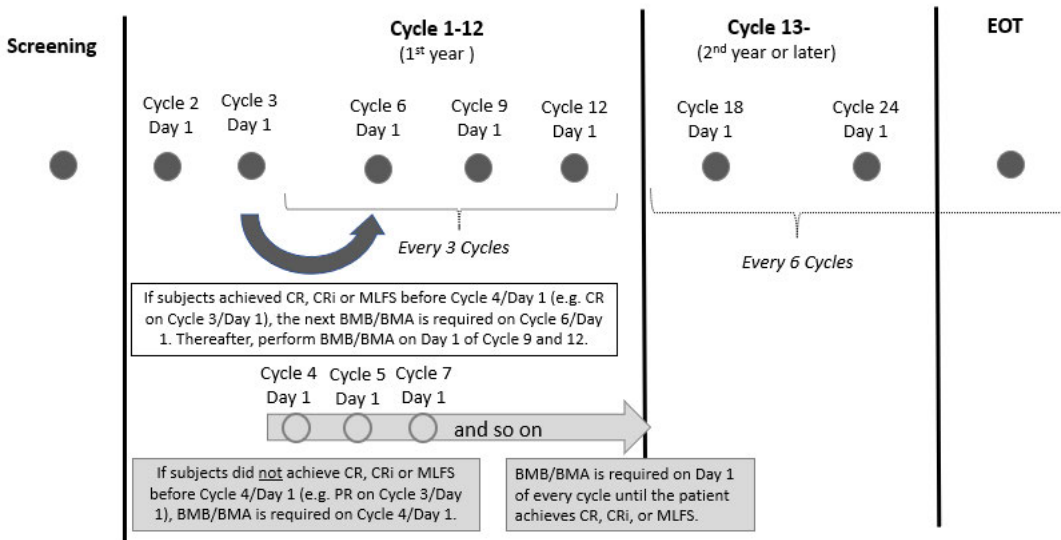 Screening
Cycle 1-12
(1st year )
Cycle 13-
(2nd year or later)
EOT
Cycle 2
Day 1
Cycle 3
Day 1
Cycle 6
Day 1
Cycle 9
Day 1
Cycle 12
Day 1
Cycle 18
Day 1
Cycle 24
Day 1
Every 3 Cycles
Every 6 Cycles
If subjects achieved CR, CRi or MLFS before Cycle 4/Day 1 (e.g. CR
on Cycle 3/Day 1), the next BMB/BMA is required on Cycle 6/Day
1. Thereafter, perform BMB/BMA on Day 1 of Cycle 9 and 12.
Cycle 4
Day 1
Cycle 5
Day 1
Cycle 7
Day 1
and so on
If subjects did not achieve CR, CRi or MLFS
before Cycle 4/Day 1 (e.g. PR on Cycle 3/Day
1), BMB/BMA is required on Cycle 4/Day 1.
BMB/BMA is required on Day 1
of every cycle until the patient
achieves CR, CRi, or MLFS.